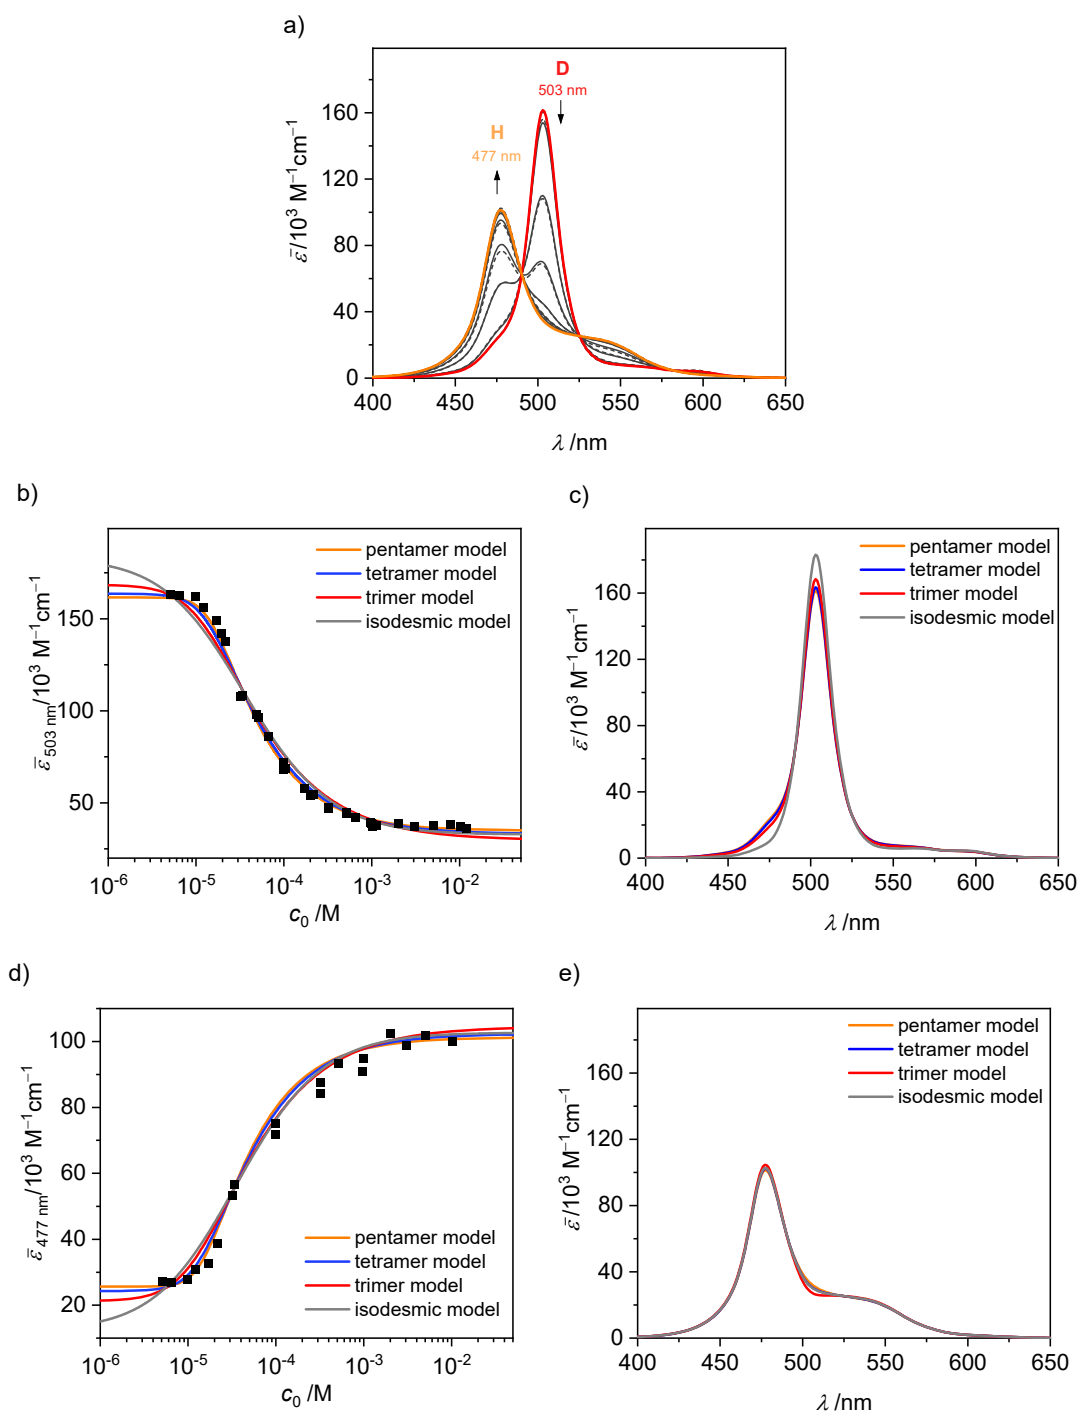 a)
D
503 nm
H
477 nm
160
120
80
40
0
400 450 500 550 600 650
ε̄/10³ M⁻¹cm⁻¹
λ /nm
b)
pentamer model
tetramer model
trimer model
isodesmic model
150
100
50
10⁻⁶ 10⁻⁵ 10⁻⁴ 10⁻³ 10⁻²
ε̄503 nm/10³ M⁻¹cm⁻¹
c₀ /M
c)
pentamer model
tetramer model
trimer model
isodesmic model
160
120
80
40
0
400 450 500 550 600 650
ε̄/10³ M⁻¹cm⁻¹
λ /nm
d)
100
80
60
40
20
pentamer model
tetramer model
trimer model
isodesmic model
10⁻⁶ 10⁻⁵ 10⁻⁴ 10⁻³ 10⁻²
ε̄477 nm/10³ M⁻¹cm⁻¹
c₀ /M
e)
pentamer model
tetramer model
trimer model
isodesmic model
160
120
80
40
0
400 450 500 550 600 650
ε̄/10³ M⁻¹cm⁻¹
λ /nm